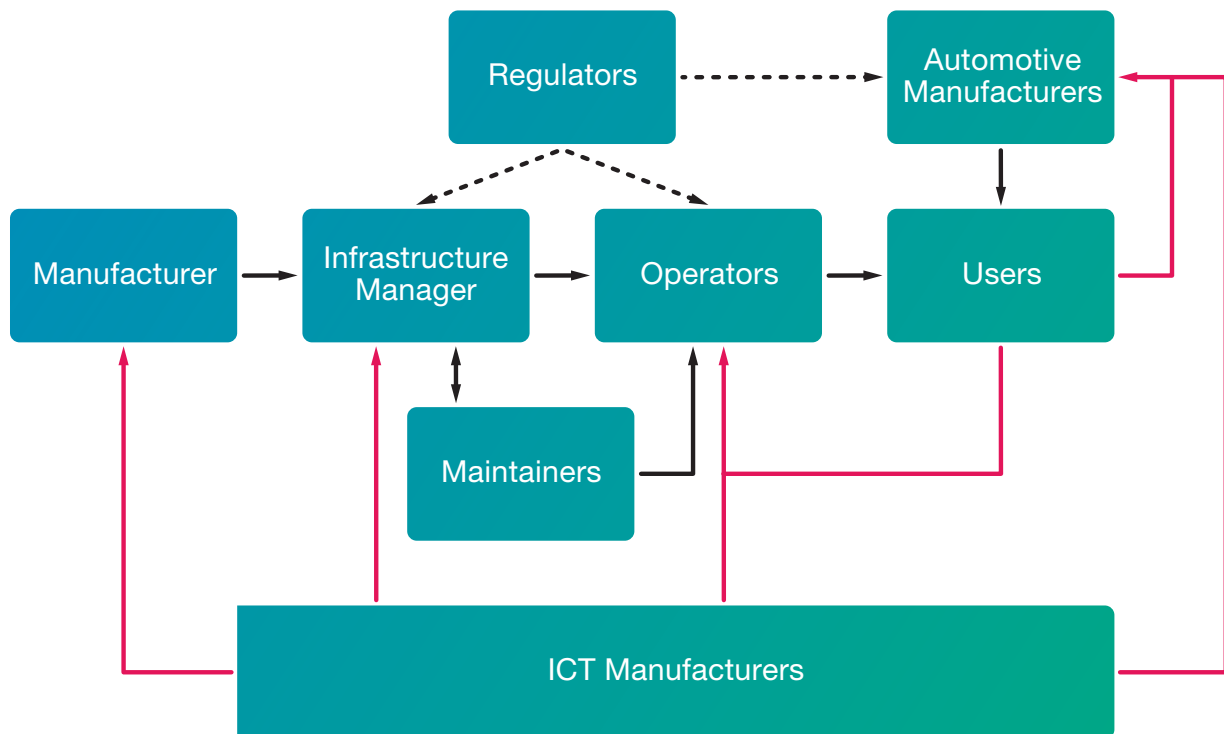 Regulators
Automotive
Manufacturers
Manufacturer
Infrastructure
Manager
Operators
Users
Maintainers
ICT Manufacturers